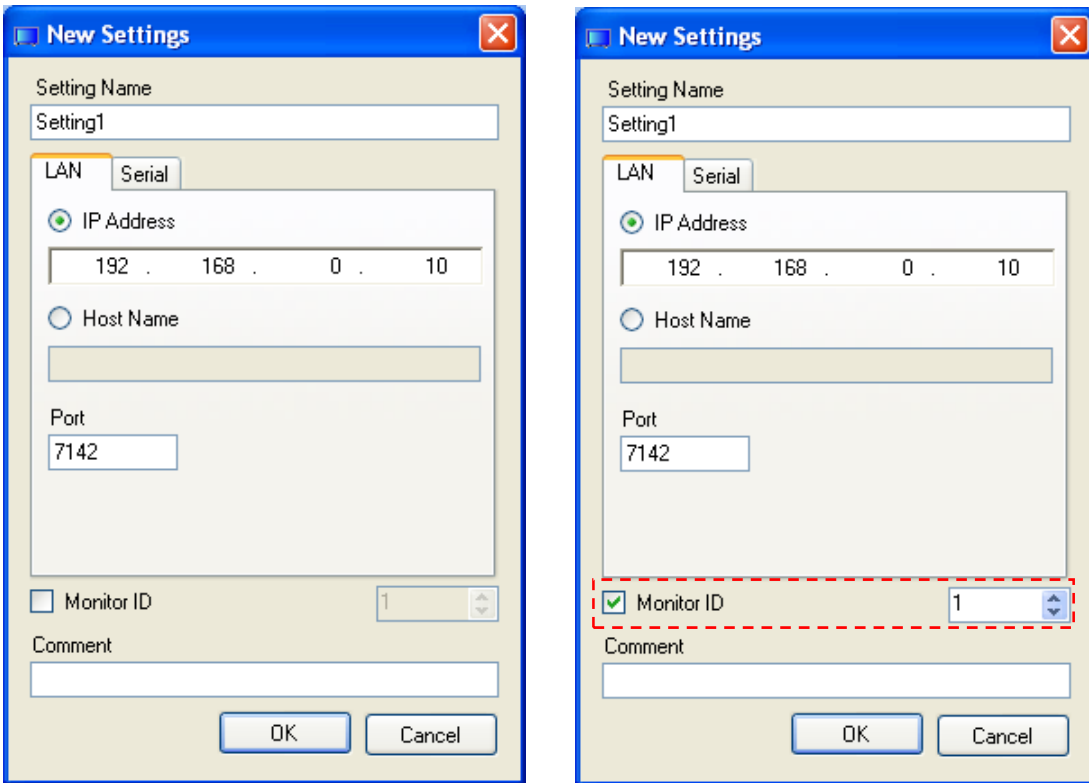 New Settings
Setting Name
Setting1
LAN Serial
IP Address
192 . 168 . 0 . 10
Host Name
Port
7142
Monitor ID 1
Comment
OK Cancel
New Settings
Setting Name
Setting1
LAN Serial
IP Address
192 . 168 . 0 . 10
Host Name
Port
7142
Monitor ID 1
Comment
OK Cancel